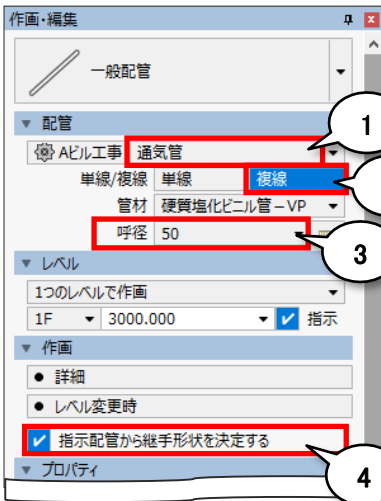 作画・編集
一般配管
配管
Aビル工事 通気管
1
単線/複線 単線 複線
管材 硬質塩化ビニル管－VP
呼径 50
3
レベル
1つのレベルで作画
1F 3000.000 指示
作画
● 詳細
● レベル変更時
指示配管から継手形状を決定する
プロパティ
4